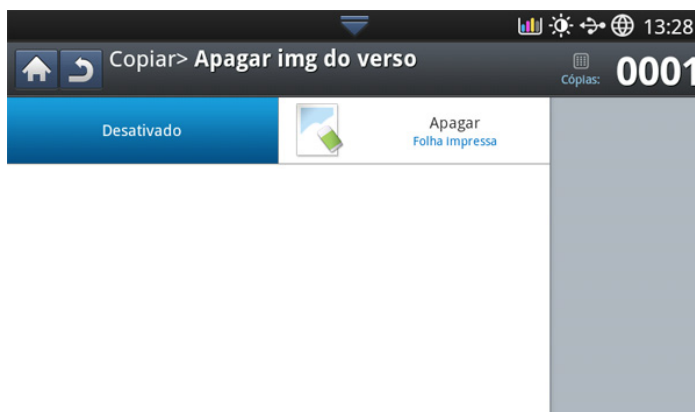 13:28
Copiar> Apagar img do verso
Cópias: 0001
Desativado
Apagar
Folha impressa